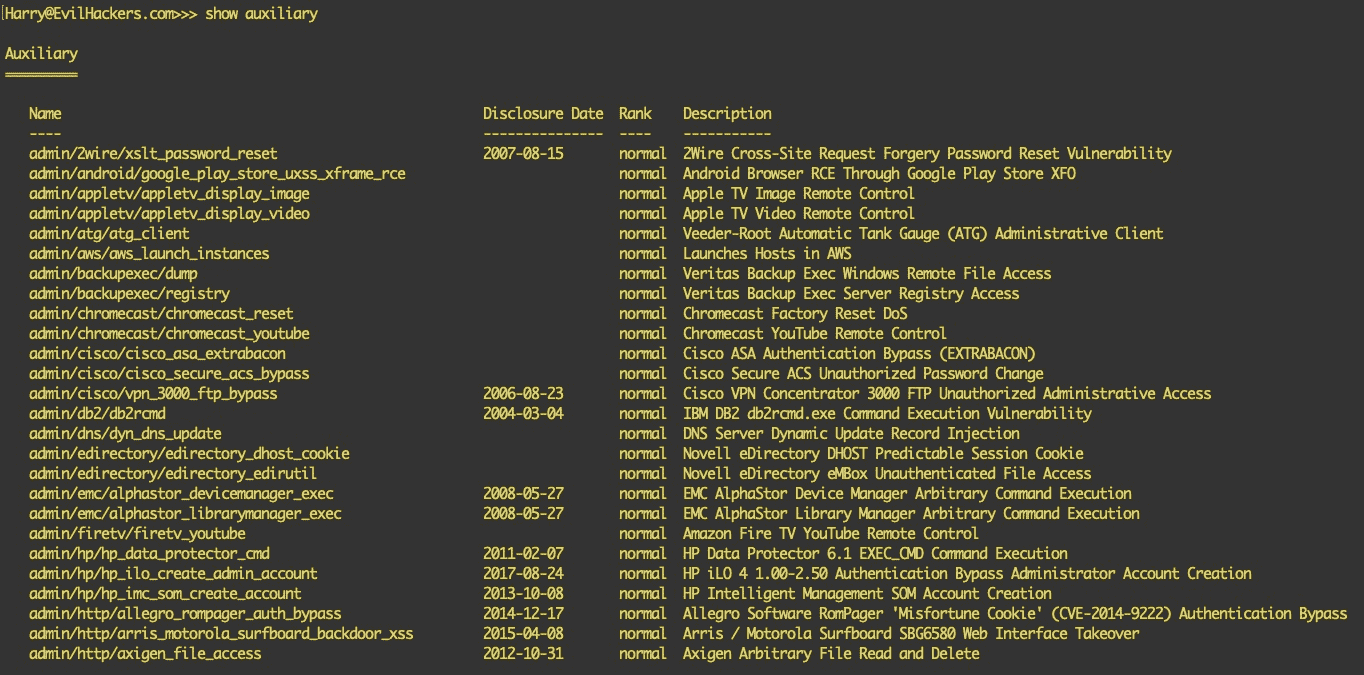 Harry@EvilHackers.com>>> show auxiliary
Auxiliary
=========
Name Disclosure Date Rank Description
---- --------------- ---- -----------
admin/2wire/xslt_password_reset 2007-08-15 normal 2Wire Cross-Site Request Forgery Password Reset Vulnerability
admin/android/google_play_store_uxss_xframe_rce normal Android Browser RCE Through Google Play Store XFO
admin/appletv/appletv_display_image normal Apple TV Image Remote Control
admin/appletv/appletv_display_video normal Apple TV Video Remote Control
admin/atg/atg_client normal Veeder-Root Automatic Tank Gauge (ATG) Administrative Client
admin/aws/aws_launch_instances normal Launches Hosts in AWS
admin/backupexec/dump normal Veritas Backup Exec Windows Remote File Access
admin/backupexec/registry normal Veritas Backup Exec Server Registry Access
admin/chromecast/chromecast_reset normal Chromecast Factory Reset DoS
admin/chromecast/chromecast_youtube normal Chromecast YouTube Remote Control
admin/cisco/cisco_asa_extrabacon normal Cisco ASA Authentication Bypass (EXTRABACON)
admin/cisco/cisco_secure_acs_bypass normal Cisco Secure ACS Unauthorized Password Change
admin/cisco/vpn_3000_ftp_bypass 2006-08-23 normal Cisco VPN Concentrator 3000 FTP Unauthorized Administrative Access
admin/db2/db2rcmd 2004-03-04 normal IBM DB2 db2rcmd.exe Command Execution Vulnerability
admin/dns/dyn_dns_update normal DNS Server Dynamic Update Record Injection
admin/edirectory/edirectory_dhost_cookie normal Novell eDirectory DHOST Predictable Session Cookie
admin/edirectory/edirectory_edirutil normal Novell eDirectory eMBox Unauthenticated File Access
admin/emc/alphastor_devicemanager_exec 2008-05-27 normal EMC AlphaStor Device Manager Arbitrary Command Execution
admin/emc/alphastor_librarymanager_exec 2008-05-27 normal EMC AlphaStor Library Manager Arbitrary Command Execution
admin/firetv/firetv_youtube normal Amazon Fire TV YouTube Remote Control
admin/hp/hp_data_protector_cmd 2011-02-07 normal HP Data Protector 6.1 EXEC_CMD Command Execution
admin/hp/hp_ilo_create_admin_account 2017-08-24 normal HP iLO 4 1.00-2.50 Authentication Bypass Administrator Account Creation
admin/hp/hp_imc_som_create_account 2013-10-08 normal HP Intelligent Management SOM Account Creation
admin/http/allegro_rompager_auth_bypass 2014-12-17 normal Allegro Software RomPager 'Misfortune Cookie' (CVE-2014-9222) Authentication Bypass
admin/http/arris_motorola_surfboard_backdoor_xss 2015-04-08 normal Arris / Motorola Surfboard SBG6580 Web Interface Takeover
admin/http/axigen_file_access 2012-10-31 normal Axigen Arbitrary File Read and Delete